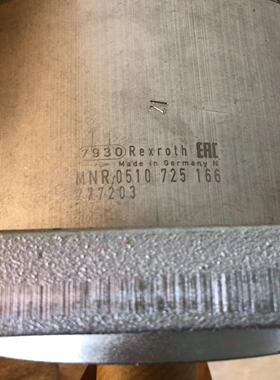 7930 Rexroth EAC
Made in Germany N
MNR/0510 725 166
277203